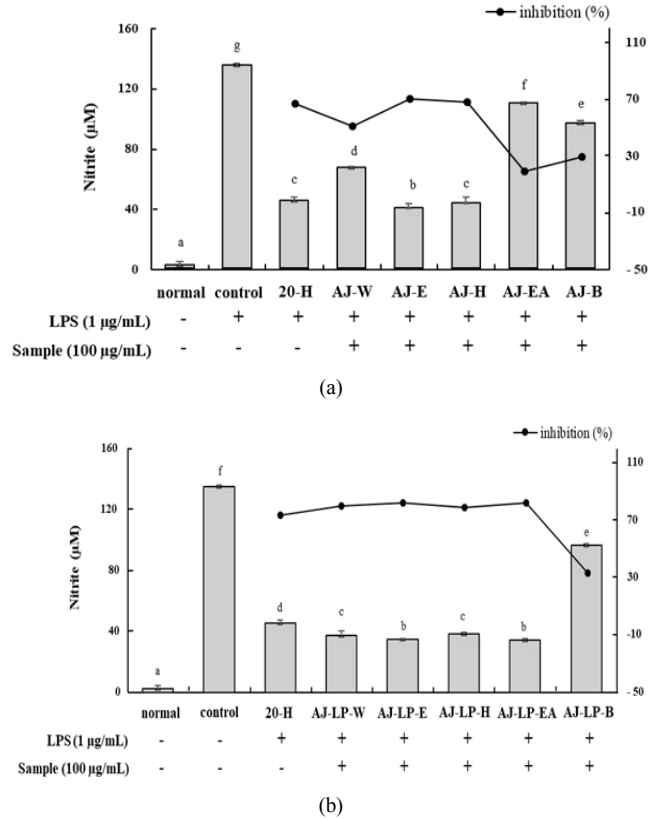 inhibition (%)
160 120 80 40 0
Nitrite (µM)
110 70 30 -10 -50
g
f
e
d
c b c
a
normal control 20-H AJ-W AJ-E AJ-H AJ-EA AJ-B
LPS (1 µg/mL) - + + + + + + +
Sample (100 µg/mL) - - - + + + + +
(a)
inhibition (%)
160 120 80 40 0
Nitrite (µM)
110 70 30 -10 -50
f
e
d c b c b
a
normal control 20-H AJ-LP-W AJ-LP-E AJ-LP-H AJ-LP-EA AJ-LP-B
LPS (1 µg/mL) - - + + + + + +
Sample (100 µg/mL) - - - + + + + +
(b)